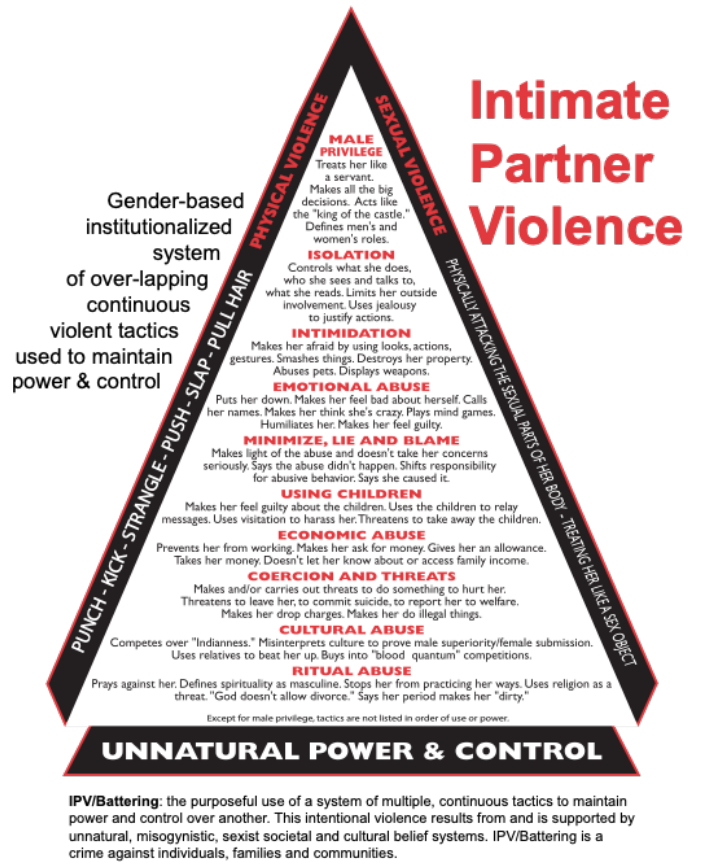 Intimate
Partner
Violence
Gender-based
institutionalized
system
of over-lapping
continuous
violent tactics
used to maintain
power & control
PHYSICAL VIOLENCE
PUNCH - KICK - STRANGLE - PUSH - SLAP - PULL HAIR
SEXUAL VIOLENCE
PHYSICALLY ATTACKING THE SEXUAL PARTS OF HER BODY - TREATING HER LIKE A SEX OBJECT
MALE
PRIVILEGE
Treats her like
a servant.
Makes all the big
decisions. Acts like
the "king of the castle."
Defines men's and
women's roles.
ISOLATION
Controls what she does,
who she sees and talks to,
what she reads. Limits her outside
involvement. Uses jealousy
to justify actions.
INTIMIDATION
Makes her afraid by using looks, actions,
gestures. Smashes things. Destroys her property.
Abuses pets. Displays weapons.
EMOTIONAL ABUSE
Puts her down. Makes her feel bad about herself. Calls
her names. Makes her think she's crazy. Plays mind games.
Humiliates her. Makes her feel guilty.
MINIMIZE, LIE AND BLAME
Makes light of the abuse and doesn't take her concerns
seriously. Says the abuse didn't happen. Shifts responsibility
for abusive behavior. Says she caused it.
USING CHILDREN
Makes her feel guilty about the children. Uses the children to relay
messages. Uses visitation to harass her. Threatens to take away the children.
ECONOMIC ABUSE
Prevents her from working. Makes her ask for money. Gives her an allowance.
Takes her money. Doesn't let her know about or access family income.
COERCION AND THREATS
Makes and/or carries out threats to do something to hurt her.
Threatens to leave her, to commit suicide, to report her to welfare.
Makes her drop charges. Makes her do illegal things.
CULTURAL ABUSE
Competes over "Indianness." Misinterprets culture to prove male superiority/female submission.
Uses relatives to beat her up. Buys into "blood quantum" competitions.
RITUAL ABUSE
Prays against her. Defines spirituality as masculine. Stops her from practicing her ways. Uses religion as a
threat. "God doesn't allow divorce." Says her period makes her "dirty."
Except for male privilege, tactics are not listed in order of use or power.
UNNATURAL POWER & CONTROL
IPV/Battering: the purposeful use of a system of multiple, continuous tactics to maintain
power and control over another. This intentional violence results from and is supported by
unnatural, misogynistic, sexist societal and cultural belief systems. IPV/Battering is a
crime against individuals, families and communities.